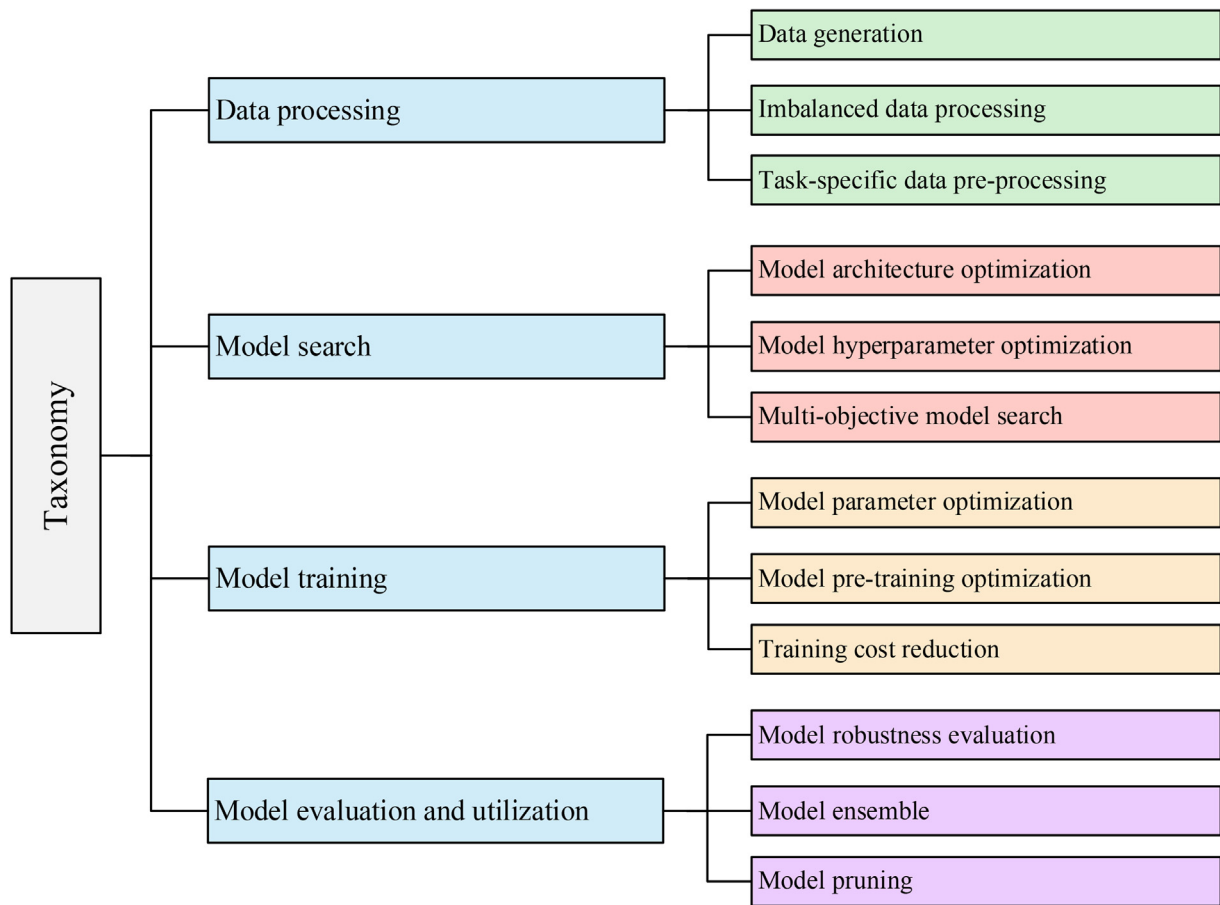 Taxonomy
Data processing
Data generation
Imbalanced data processing
Task-specific data pre-processing
Model search
Model architecture optimization
Model hyperparameter optimization
Multi-objective model search
Model training
Model parameter optimization
Model pre-training optimization
Training cost reduction
Model evaluation and utilization
Model robustness evaluation
Model ensemble
Model pruning